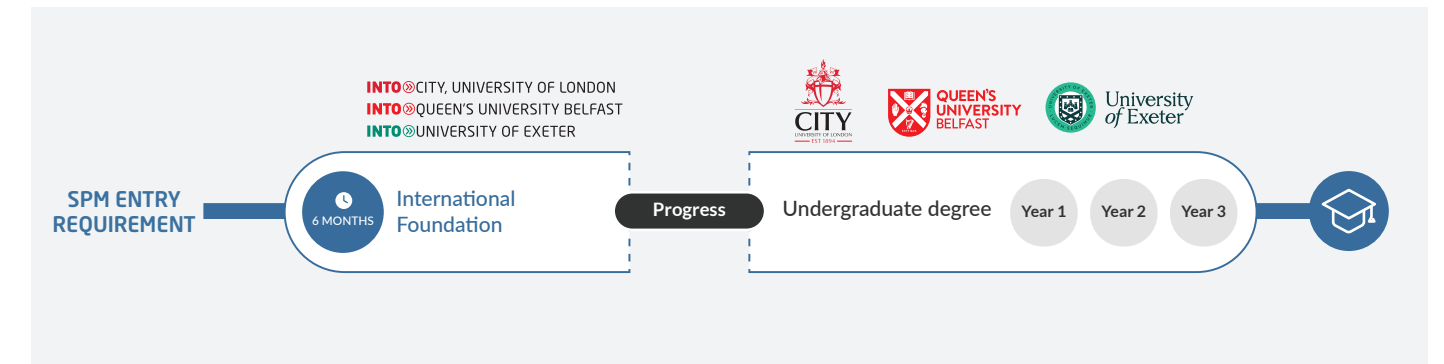 INTO CITY, UNIVERSITY OF LONDON
INTO QUEEN'S UNIVERSITY BELFAST
INTO UNIVERSITY OF EXETER
CITY
UNIVERSITY OF LONDON
EST 1894
QUEEN'S
UNIVERSITY
BELFAST
University
of Exeter
SPM ENTRY
REQUIREMENT
6 MONTHS
International
Foundation
Progress
Undergraduate degree
Year 1
Year 2
Year 3